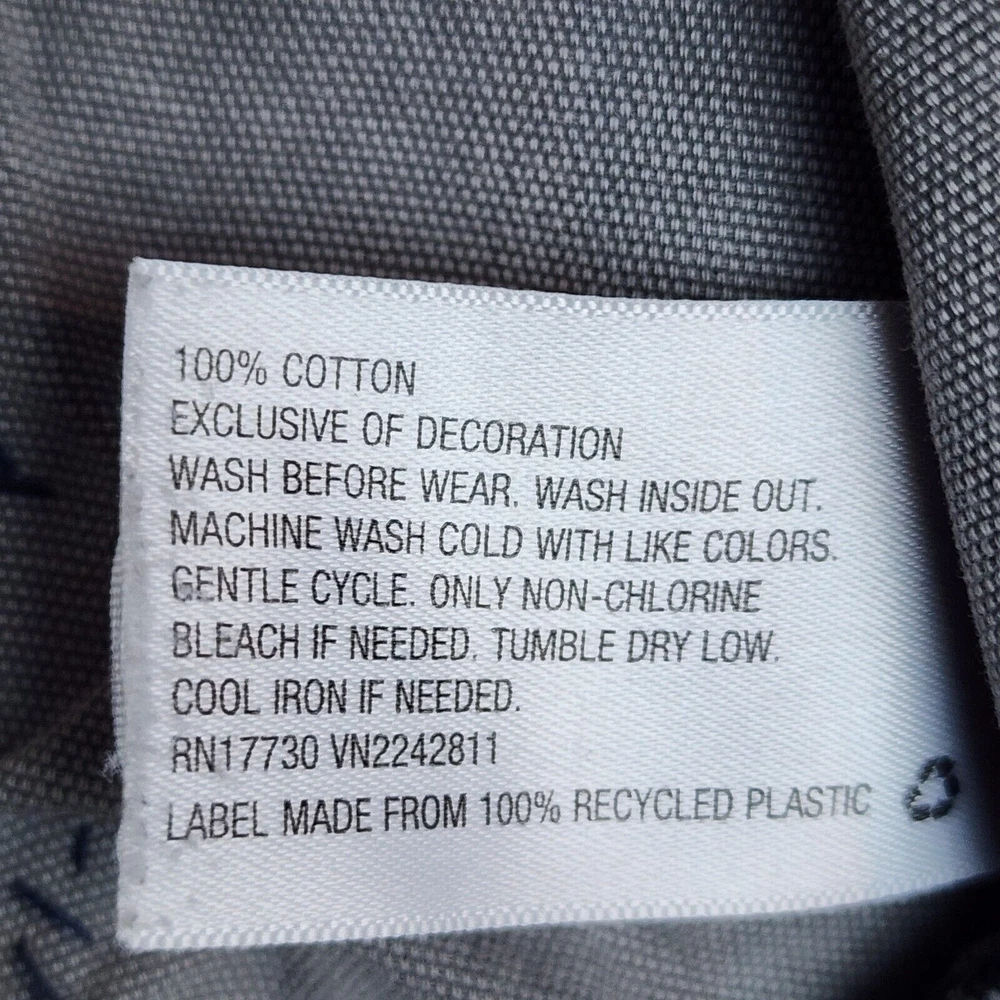 100% COTTON
EXCLUSIVE OF DECORATION
WASH BEFORE WEAR. WASH INSIDE OUT.
MACHINE WASH COLD WITH LIKE COLORS.
GENTLE CYCLE. ONLY NON-CHLORINE
BLEACH IF NEEDED. TUMBLE DRY LOW.
COOL IRON IF NEEDED.
RN17730 VN2242811
LABEL MADE FROM 100% RECYCLED PLASTIC